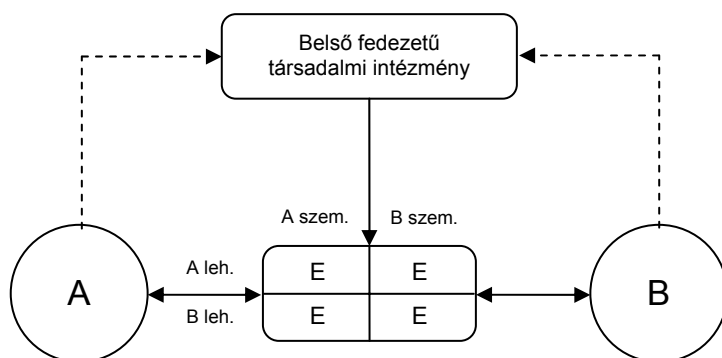 Belső fedezetű
társadalmi intézmény
A szem. B szem.
A leh.
B leh.
A
E E
E E
B